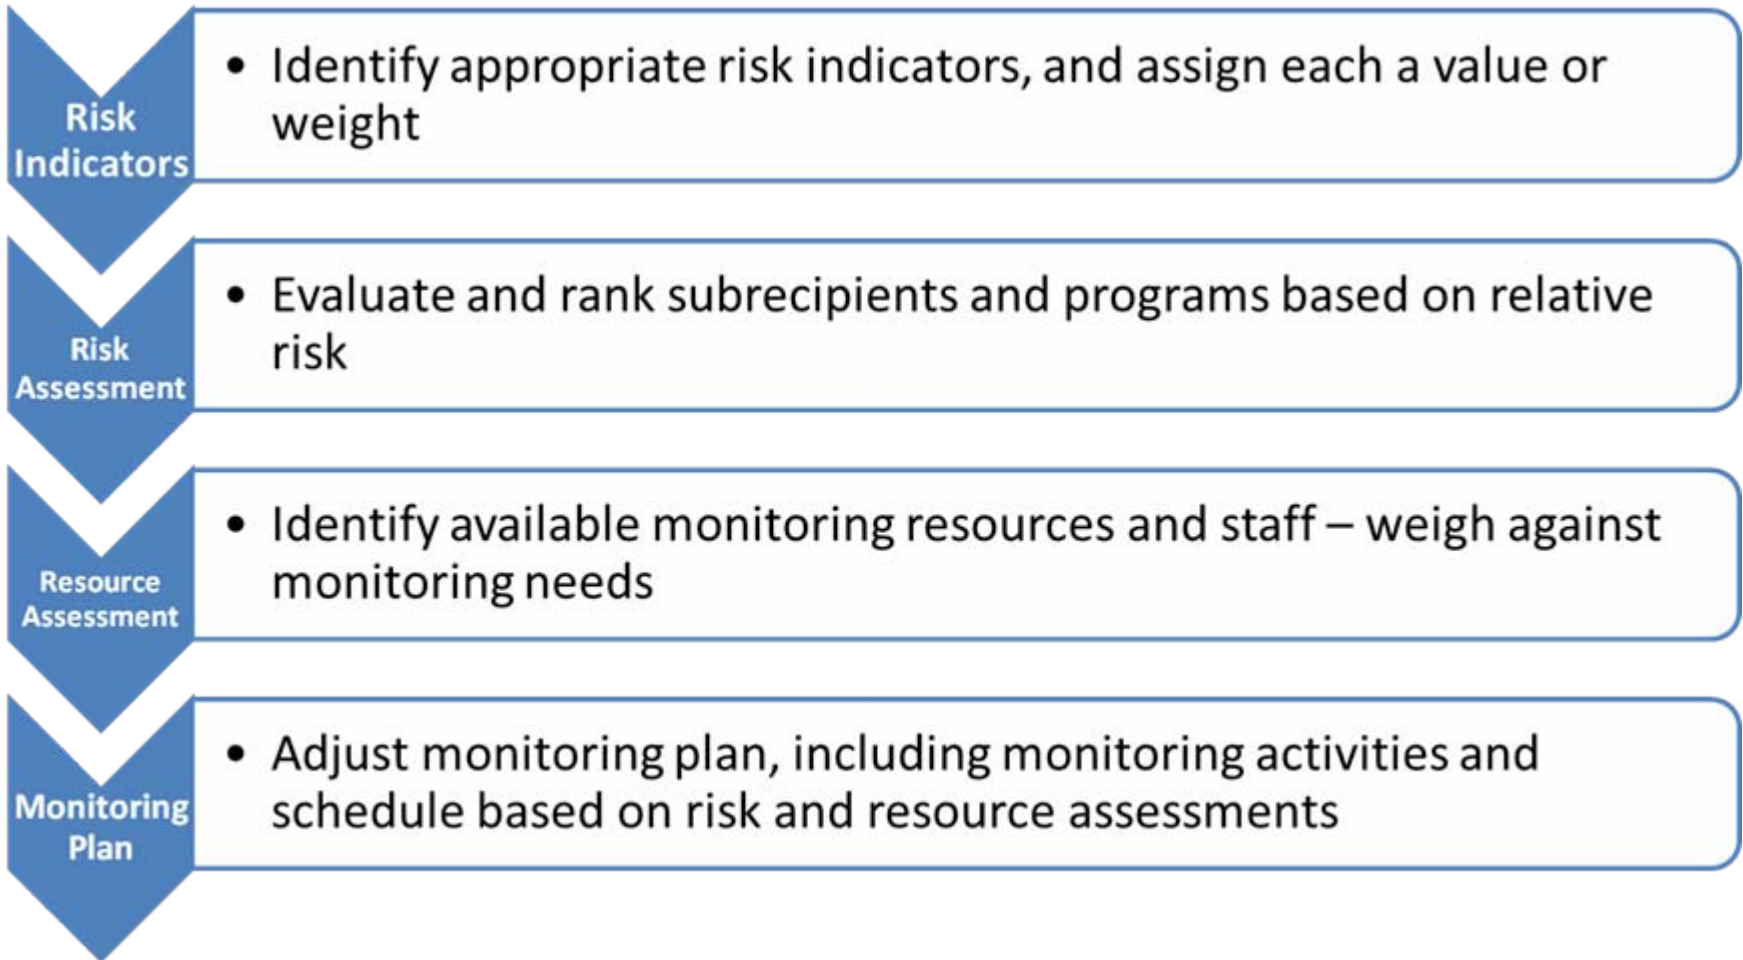 Risk
Indicators
• Identify appropriate risk indicators, and assign each a value or
weight
Risk
Assessment
• Evaluate and rank subrecipients and programs based on relative
risk
Resource
Assessment
• Identify available monitoring resources and staff – weigh against
monitoring needs
Monitoring
Plan
• Adjust monitoring plan, including monitoring activities and
schedule based on risk and resource assessments